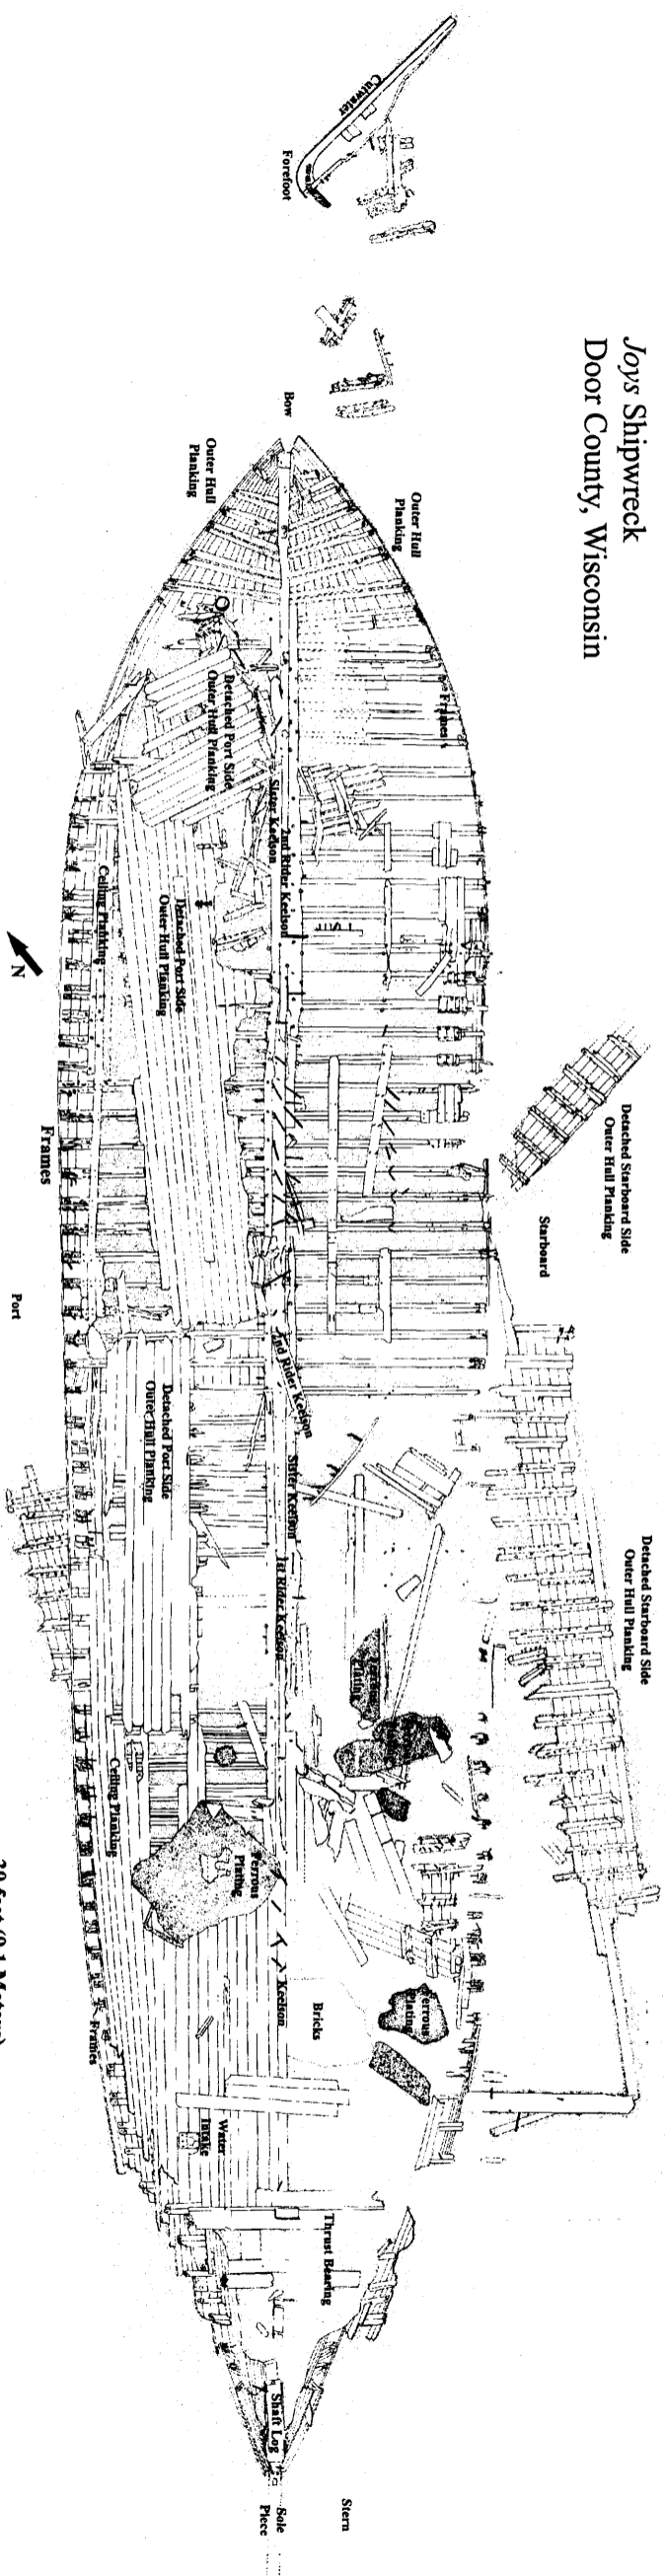 Joys Shipwreck
Door County, Wisconsin
Cutwater
Forefoot
Bow
Outer Hull
Planking
Outer Hull
Planking
Frames
Detached Port Side
Outer Hull Planking
Sister Keelson
2nd Rider Keelson
Ceiling Planking
Detached Port Side
Outer Hull Planking
N
Frames
Detached Starboard Side
Outer Hull Planking
Starboard
Port
2nd Rider Keelson
Detached Port Side
Outer Hull Planking
Sister Keelson
1st Rider Keelson
Detached Starboard Side
Outer Hull Planking
Ferrous
Plating
Ceiling Planking
Ferrous
Plating
Keelson
Bricks
Ferrous
Plating
Frames
Water
Intake
Thrust Bearing
Shaft Log
Sole
Piece
Stern